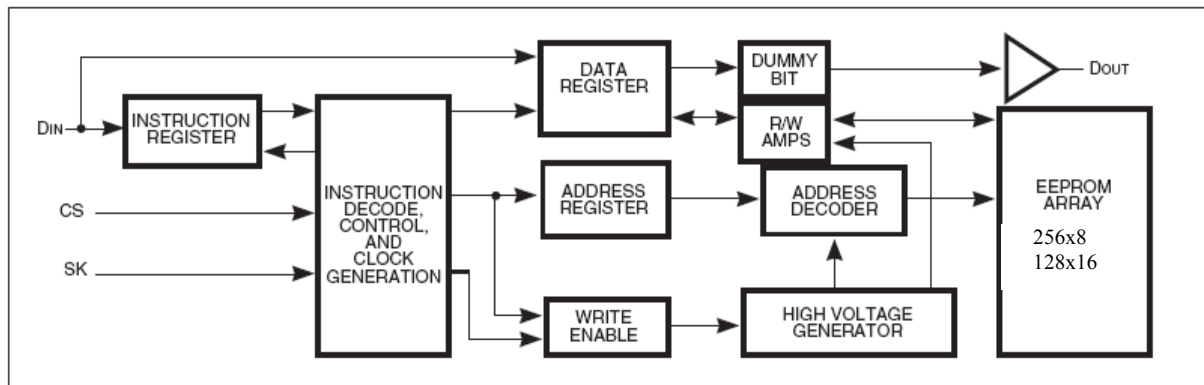 DIN
INSTRUCTION
REGISTER
CS
SK
INSTRUCTION
DECODE,
CONTROL,
AND
CLOCK
GENERATION
DATA
REGISTER
ADDRESS
REGISTER
WRITE
ENABLE
DUMMY
BIT
R/W
AMPS
ADDRESS
DECODER
HIGH VOLTAGE
GENERATOR
DOUT
EEPROM
ARRAY
256x8
128x16